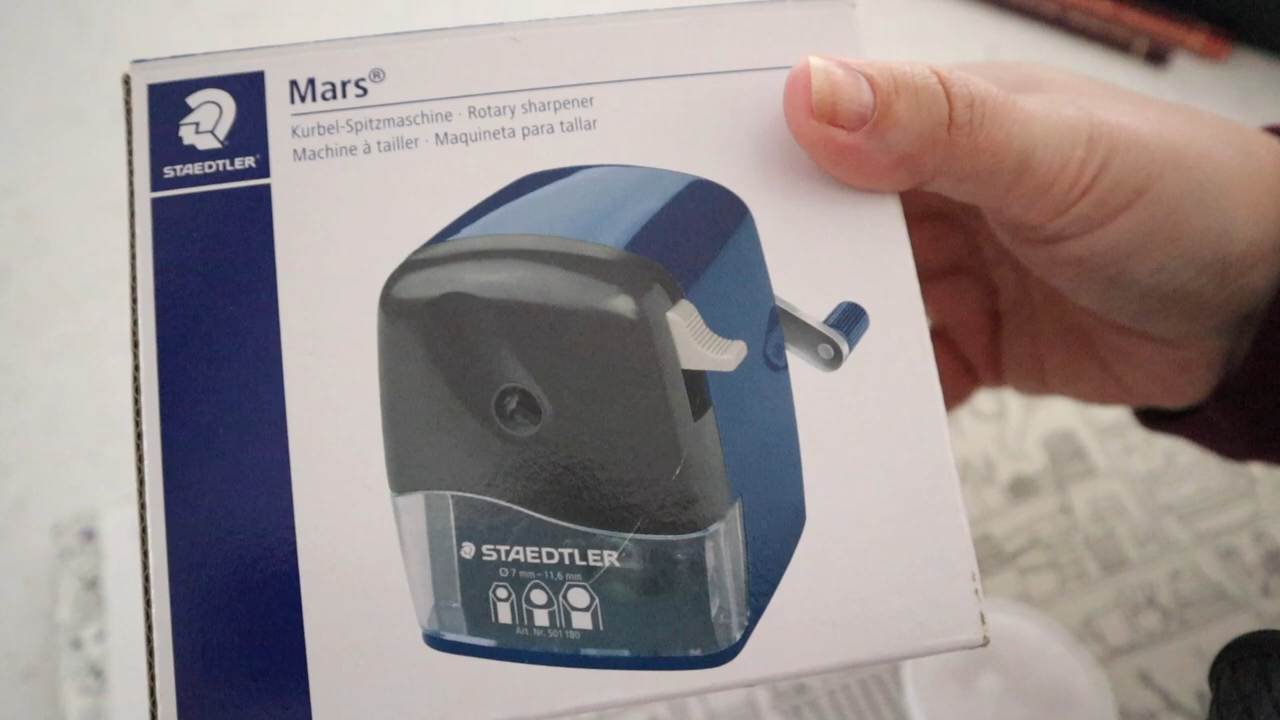 STAEDTLER®
Mars®
Kurbel-Spitzmaschine · Rotary sharpener
Machine à tailler · Maquineta para tallar
STAEDTLER
Ø 7 mm – 11,6 mm
Art. Nr. 501 180